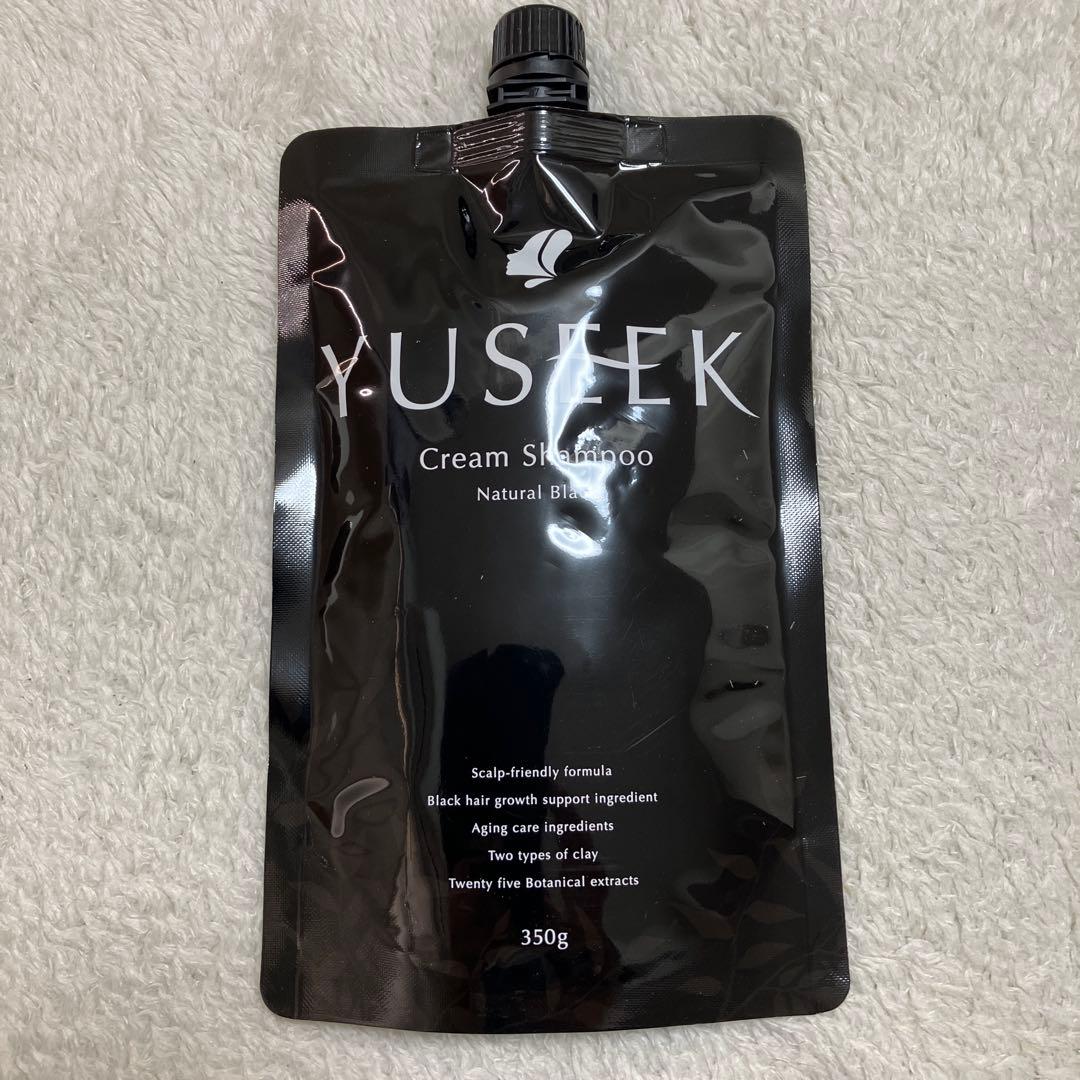 YUSEEK
Cream Shampoo
Natural Black
Scalp-friendly formula
Black hair growth support ingredient
Aging care ingredients
Two types of clay
Twenty five Botanical extracts
350g